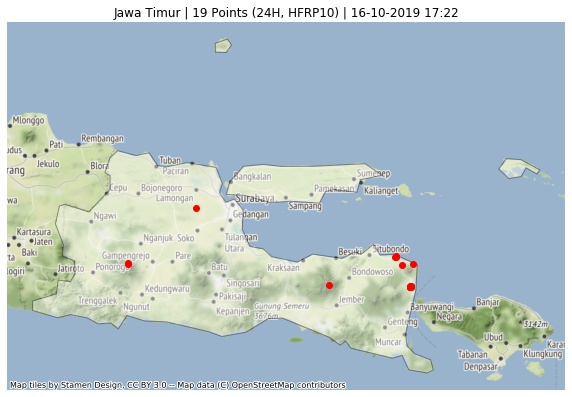 Jawa Timur | 19 Points (24H, HFRP10) | 16-10-2019 17:22
Mlonggo
Rembangan
Pati
udus
Jekulo
rang
Blora
Tuban
Paciran
Bangkalan
Sumenep
Cepu
Bojonegoro
Lamongan
Surabaya
Pamekasan
Kalianget
Sampang
wa
Ngawi
Gedangan
Kartasura
Jaten
Baki
ogiri
Jatiroto
Nganjuk
Soko
Tulangan
Utara
Gampengrejo
Ponorogo
Pare
Batu
Kraksaan
Besuki
Situbondo
Bondowoso
Singosari
Trenggalek
Kedungwaru
Ngunut
Pakisaji
Kepanjen
Gunung Semeru
3676m
Jember
Banyuwangi
Negara
Banjar
Genteng
Muncar
3142m
Ubud
Karan
Tabanan
Klungkung
Denpasar
Map tiles by Stamen Design, CC BY 3.0 -- Map data (C) OpenStreetMap contributors